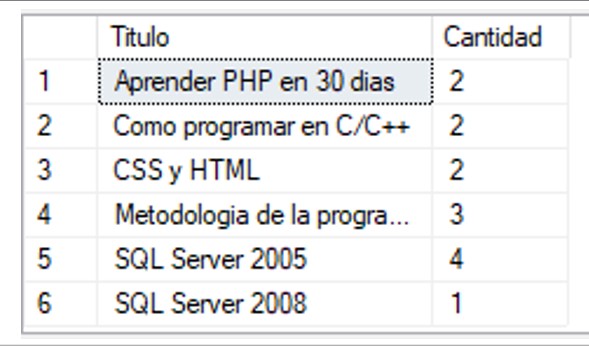 Titulo Cantidad
1 Aprender PHP en 30 dias 2
2 Como programar en C/C++ 2
3 CSS y HTML 2
4 Metodologia de la progra... 3
5 SQL Server 2005 4
6 SQL Server 2008 1